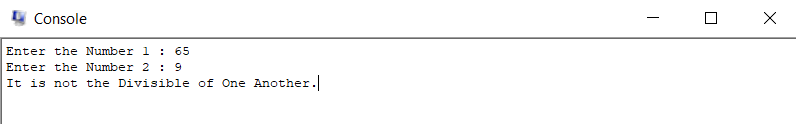 Console
Enter the Number 1 : 65
Enter the Number 2 : 9
It is not the Divisible of One Another.